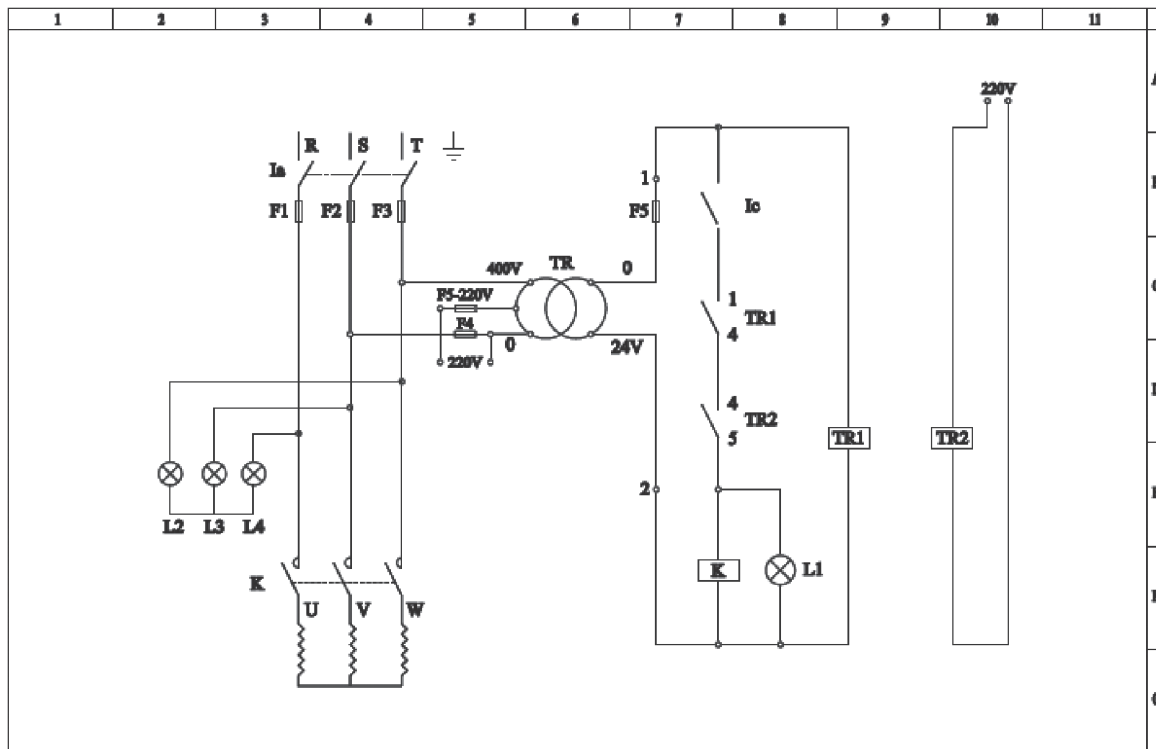 1 2 3 4 5 6 7 8 9 10 11
220V
R S T
Ia
1
F1 F2 F3
F5 Ic
400V TR 0
F5-220V
1
F4 TR1
0 24V 4
220V
4
TR2
5
TR1 TR2
2
L2 L3 L4
K
K L1
U V W